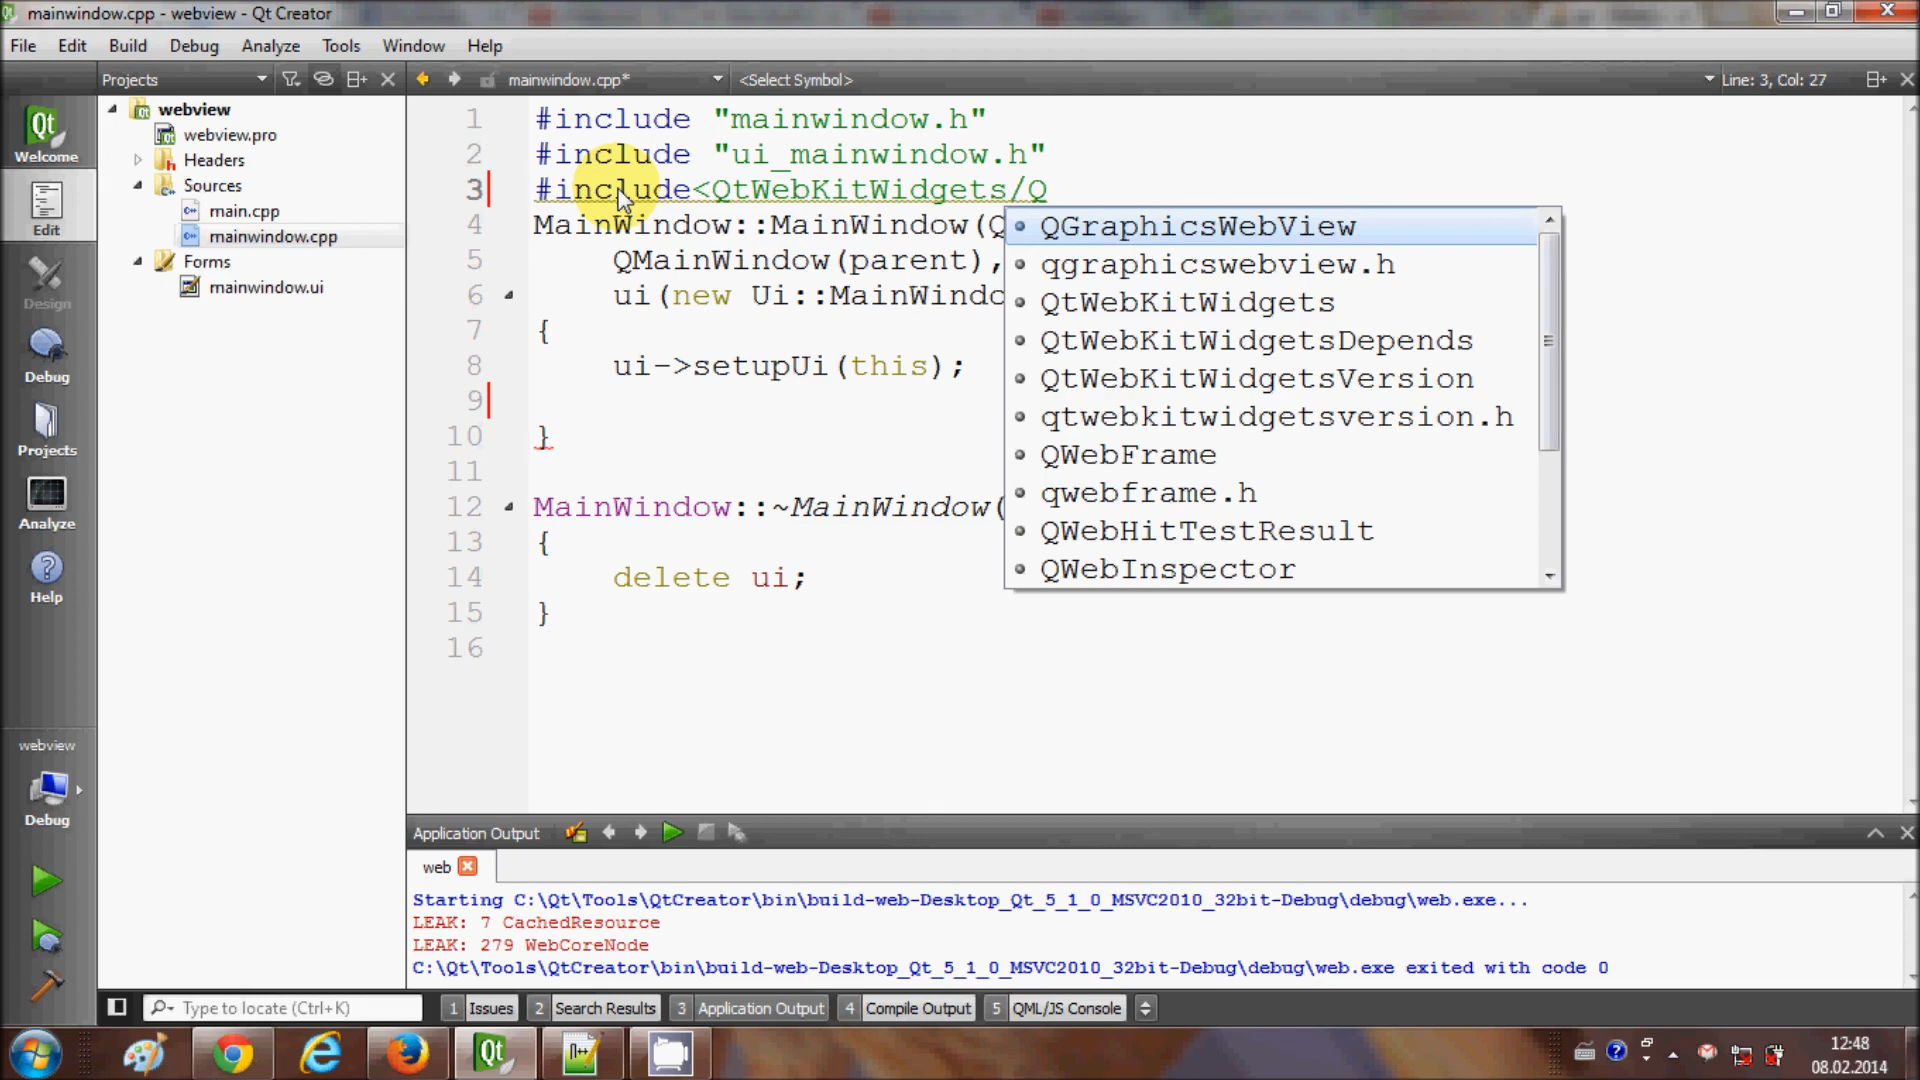 mainwindow.cpp - webview - Qt Creator
File Edit Build Debug Analyze Tools Window Help
Projects mainwindow.cpp* <Select Symbol> Line: 3, Col: 27
Welcome
Edit
Design
Debug
Projects
Analyze
Help
webview
Debug
webview
webview.pro
Headers
Sources
main.cpp
mainwindow.cpp
Forms
mainwindow.ui
1 #include "mainwindow.h"
2 #include "ui_mainwindow.h"
3 #include<QtWebKitWidgets/Q
4 MainWindow::MainWindow(Q
5 QMainWindow(parent),
6 ui(new Ui::MainWindo
7 {
8 ui->setupUi(this);
9
10 }
11
12 MainWindow::~MainWindow(
13 {
14 delete ui;
15 }
16
QGraphicsWebView
qgraphicswebview.h
QtWebKitWidgets
QtWebKitWidgetsDepends
QtWebKitWidgetsVersion
qtwebkitwidgetsversion.h
QWebFrame
qwebframe.h
QWebHitTestResult
QWebInspector
Application Output
web
Starting C:\Qt\Tools\QtCreator\bin\build-web-Desktop_Qt_5_1_0_MSVC2010_32bit-Debug\debug\web.exe...
LEAK: 7 CachedResource
LEAK: 279 WebCoreNode
C:\Qt\Tools\QtCreator\bin\build-web-Desktop_Qt_5_1_0_MSVC2010_32bit-Debug\debug\web.exe exited with code 0
Type to locate (Ctrl+K) 1 Issues 2 Search Results 3 Application Output 4 Compile Output 5 QML/JS Console
12:48
08.02.2014